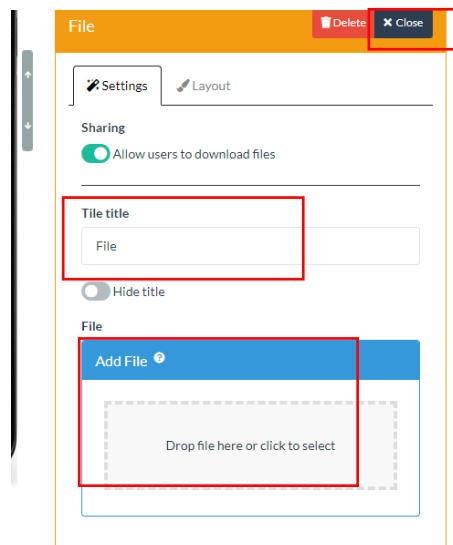 File
Delete
Close
Settings
Layout
Sharing
Allow users to download files
Tile title
File
Hide title
File
Add File
Drop file here or click to select